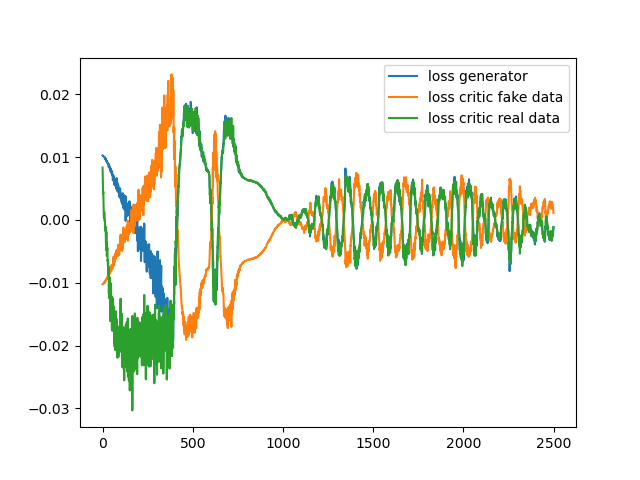 loss generator
loss critic fake data
loss critic real data
0.02
0.01
0.00
−0.01
−0.02
−0.03
0 500 1000 1500 2000 2500